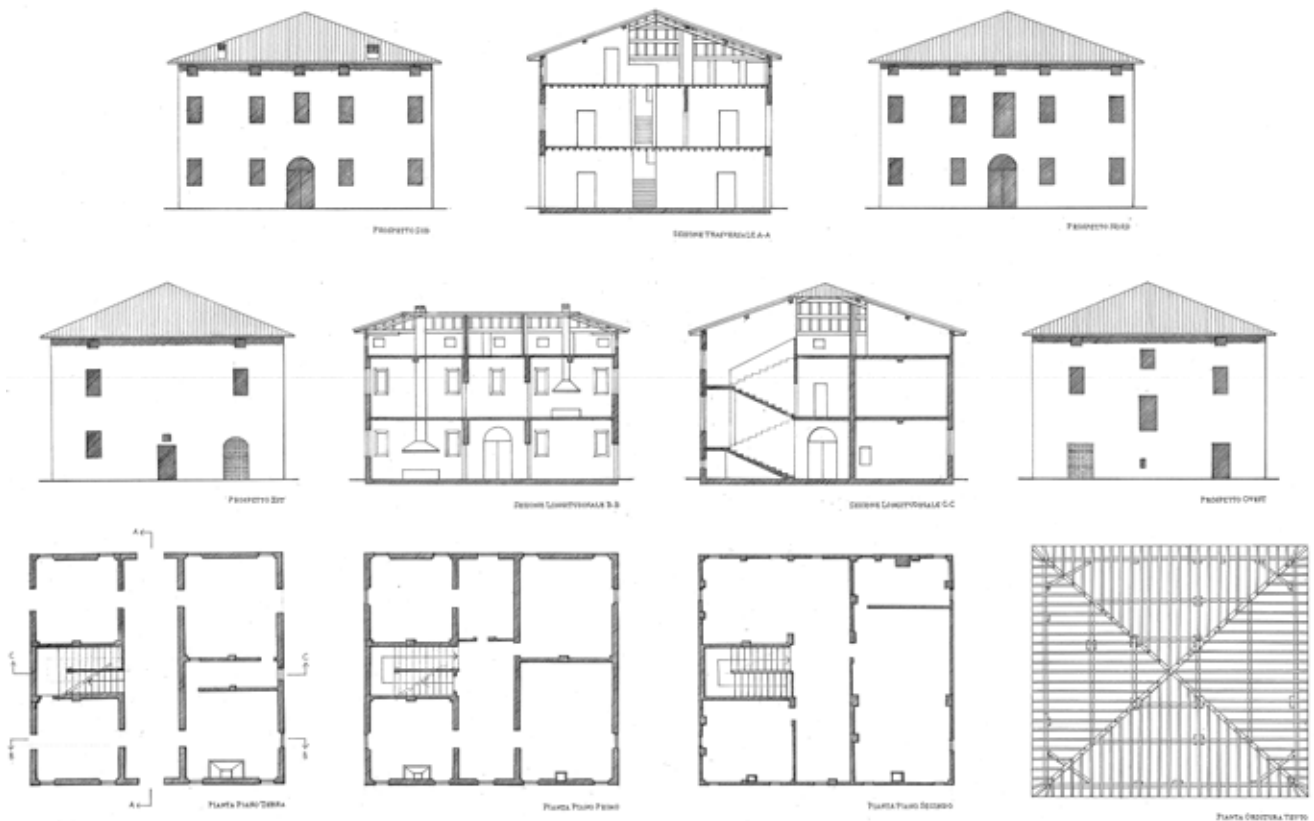 PROSPETTO SUD
SEZIONE TRASVERSALE A-A
PROSPETTO NORD
PROSPETTO EST
SEZIONE LONGITUDINALE B-B
SEZIONE LONGITUDINALE C-C
PROSPETTO OVEST
A
C
C
B
B
A
PIANTA PIANO TERRA
PIANTA PIANO PRIMO
PIANTA PIANO SECONDO
PIANTA ORDITURA TETTO